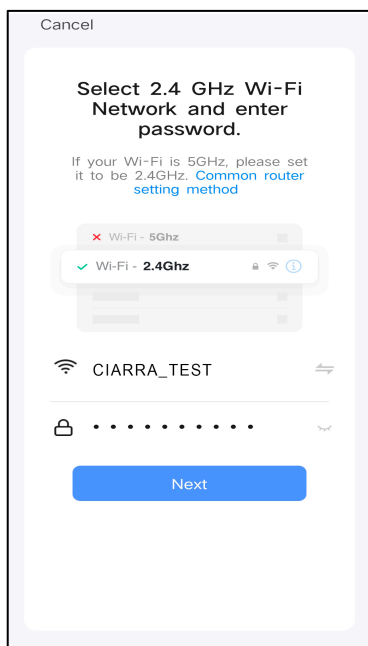 Cancel
Select 2.4 GHz Wi-Fi
Network and enter
password.
If your Wi-Fi is 5GHz, please set
it to be 2.4GHz. Common router
setting method
Wi-Fi - 5Ghz
Wi-Fi - 2.4Ghz
CIARRA_TEST
Next